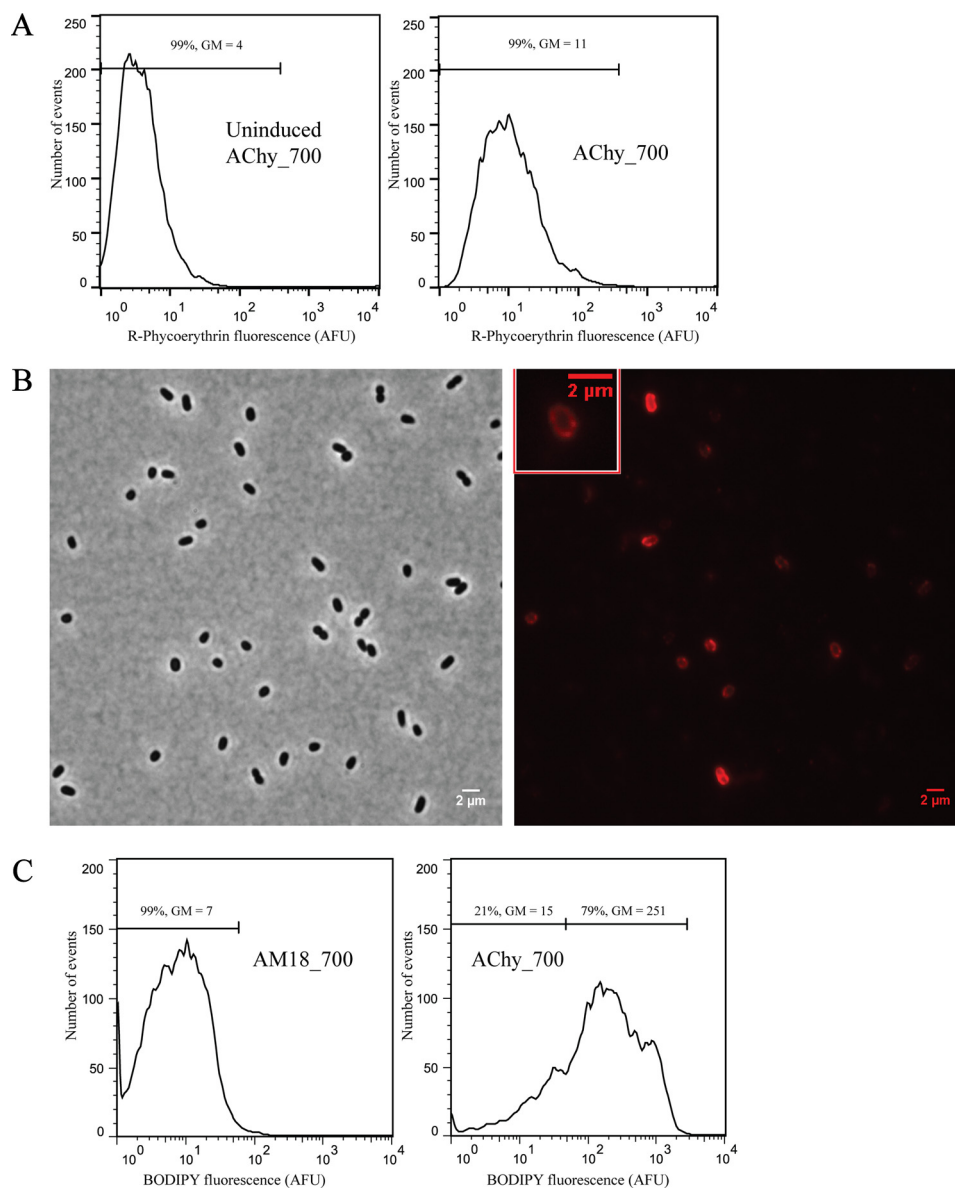 A
250
200
150
100
50
0
Number of events
99%, GM = 4
Uninduced
AChy_700
10^0 10^1 10^2 10^3 10^4
R-Phycoerythrin fluorescence (AFU)
250
200
150
100
50
0
Number of events
99%, GM = 11
AChy_700
10^0 10^1 10^2 10^3 10^4
R-Phycoerythrin fluorescence (AFU)
B
2 µm
2 µm
2 µm
C
200
150
100
50
0
Number of events
99%, GM = 7
AM18_700
10^0 10^1 10^2 10^3 10^4
BODIPY fluorescence (AFU)
200
150
100
50
0
Number of events
21%, GM = 15 79%, GM = 251
AChy_700
10^0 10^1 10^2 10^3 10^4
BODIPY fluorescence (AFU)